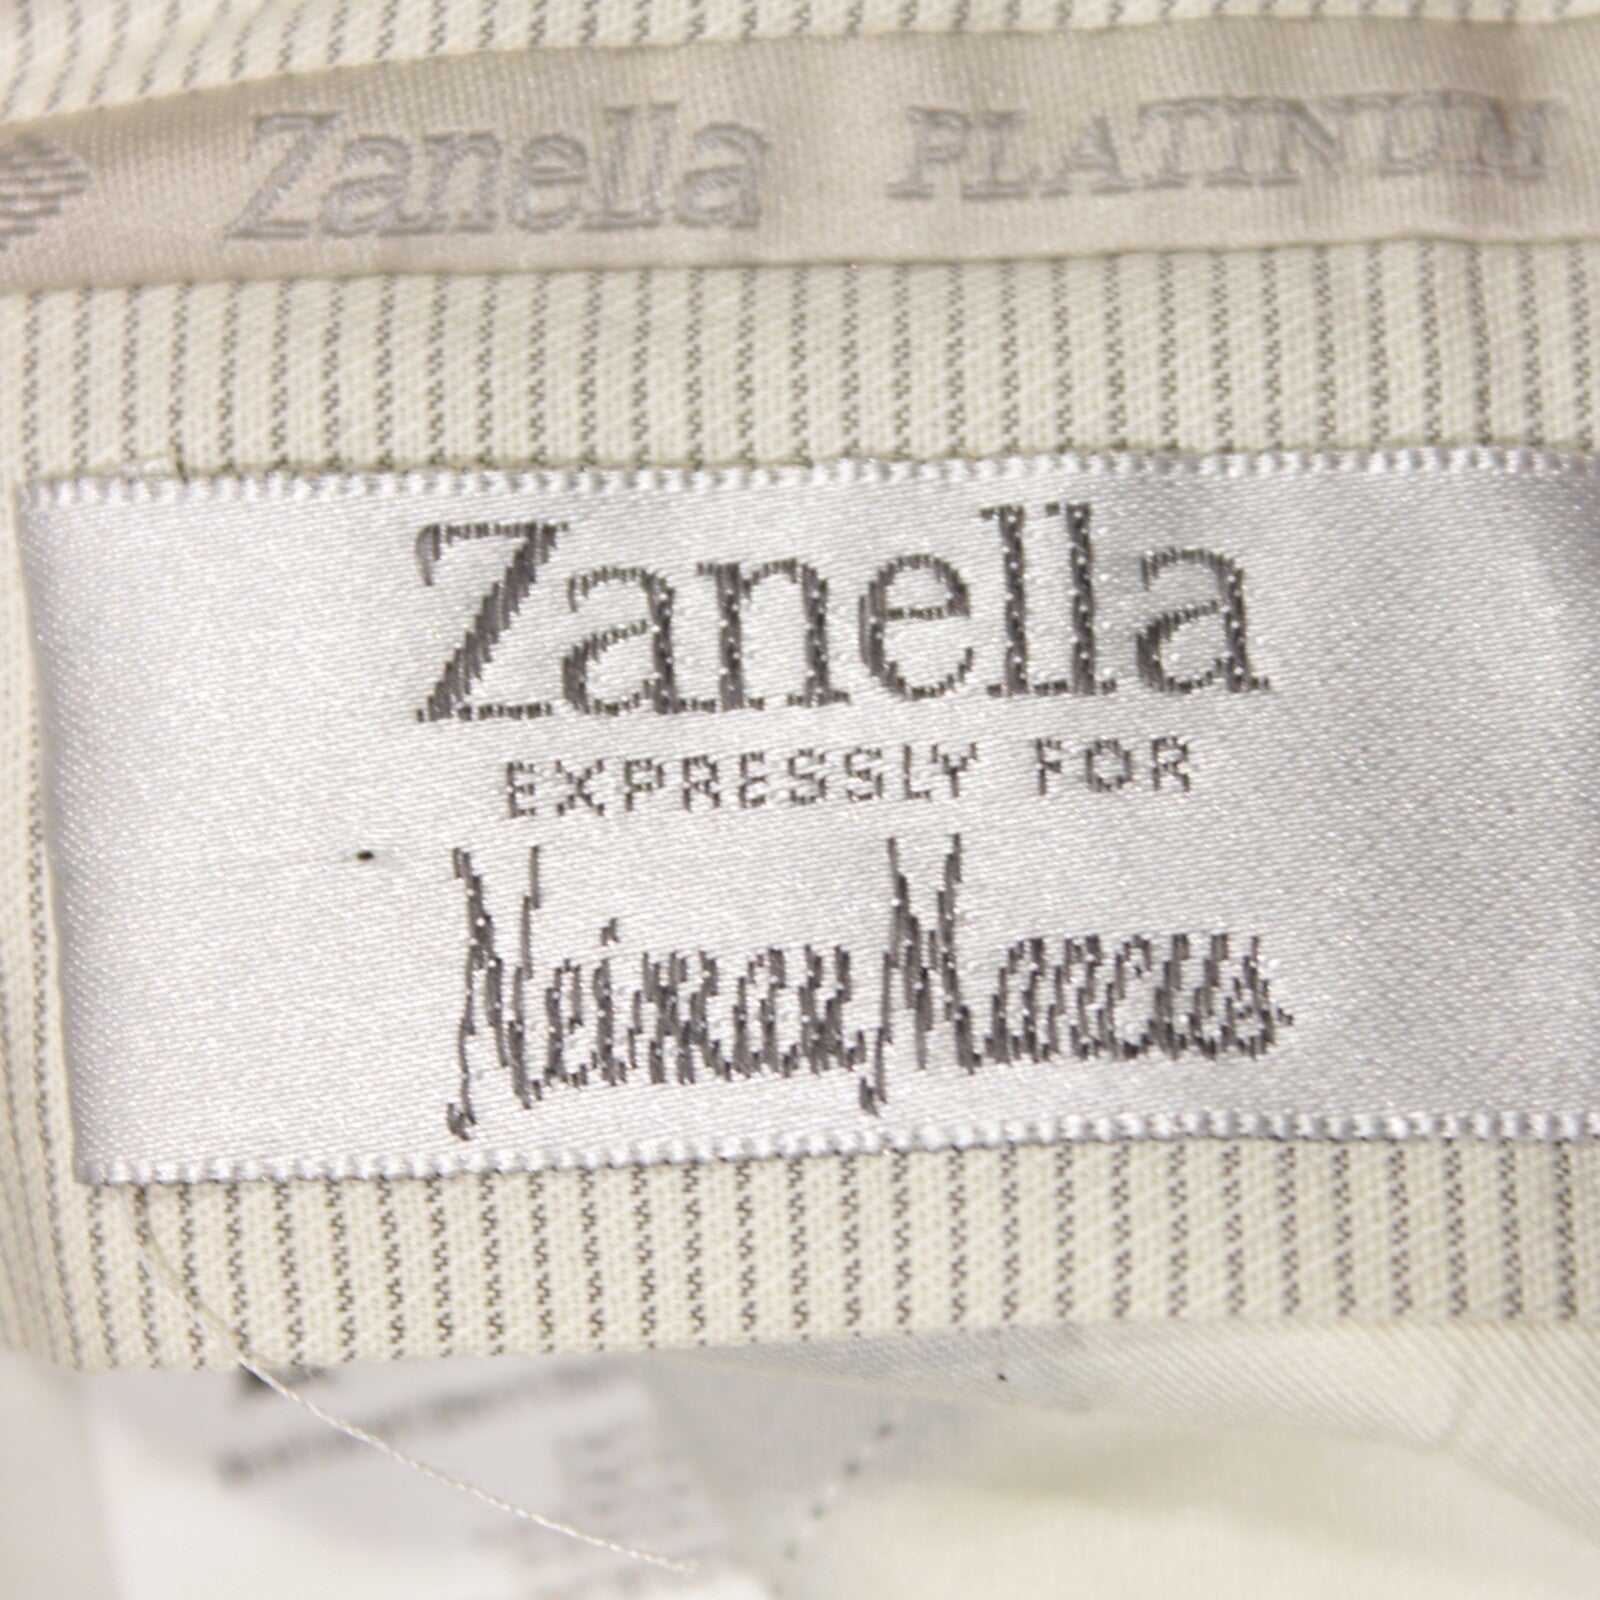 Zanella PLATINUM
Zanella
EXPRESSLY FOR
Neiman Marcus